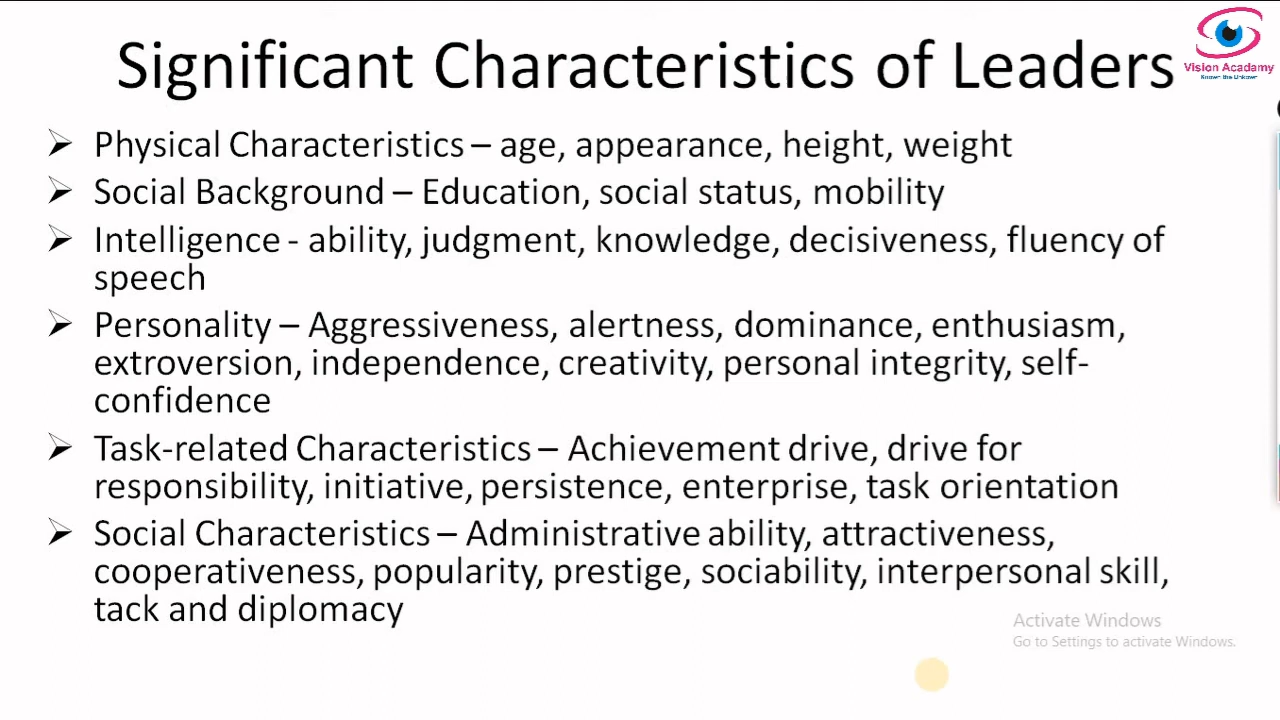 Significant Characteristics of Leaders
Vision Acadamy
Known the Unkown
➢ Physical Characteristics – age, appearance, height, weight
➢ Social Background – Education, social status, mobility
➢ Intelligence - ability, judgment, knowledge, decisiveness, fluency of
speech
➢ Personality – Aggressiveness, alertness, dominance, enthusiasm,
extroversion, independence, creativity, personal integrity, self-
confidence
➢ Task-related Characteristics – Achievement drive, drive for
responsibility, initiative, persistence, enterprise, task orientation
➢ Social Characteristics – Administrative ability, attractiveness,
cooperativeness, popularity, prestige, sociability, interpersonal skill,
tack and diplomacy
Activate Windows
Go to Settings to activate Windows.